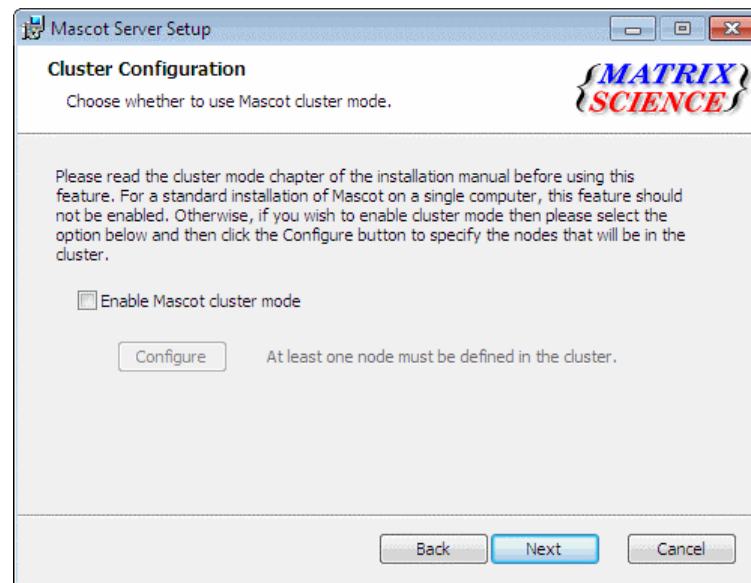 Mascot Server Setup
Cluster Configuration
Choose whether to use Mascot cluster mode.
{MATRIX
{SCIENCE}
Please read the cluster mode chapter of the installation manual before using this
feature. For a standard installation of Mascot on a single computer, this feature should
not be enabled. Otherwise, if you wish to enable cluster mode then please select the
option below and then click the Configure button to specify the nodes that will be in the
cluster.
Enable Mascot cluster mode
Configure At least one node must be defined in the cluster.
Back Next Cancel